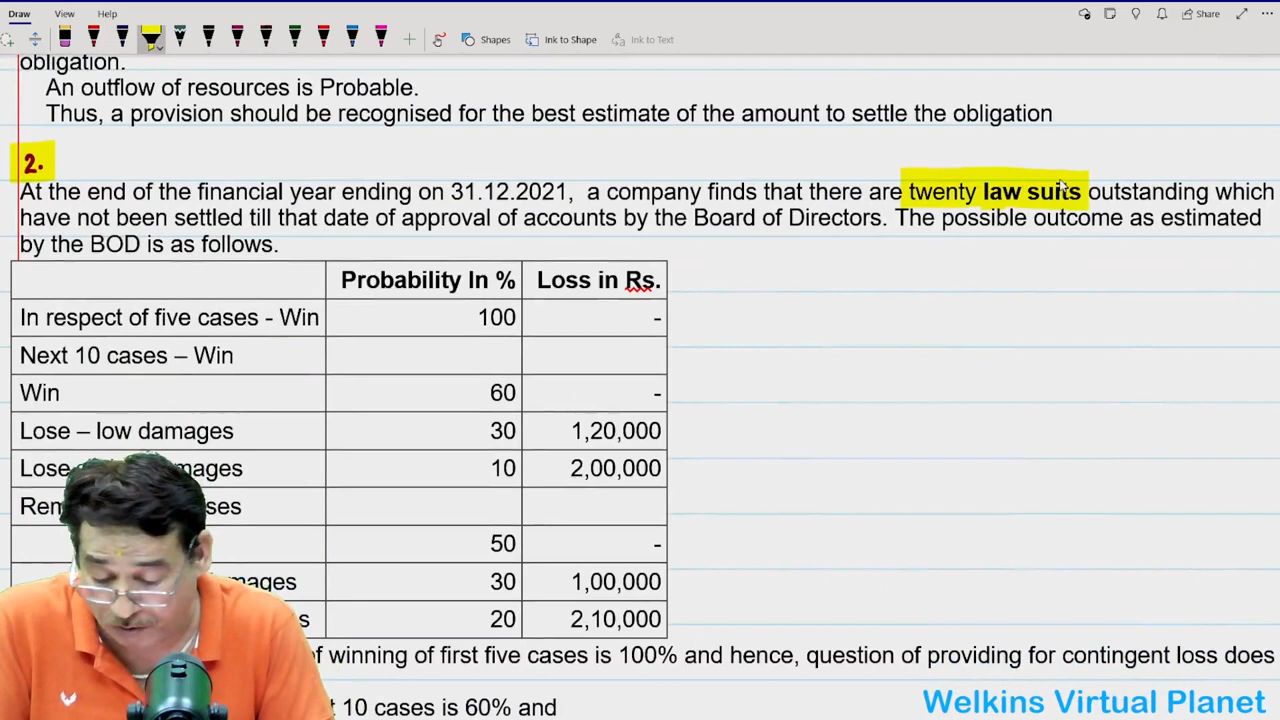 Draw View Help
Share
Shapes Ink to Shape Ink to Text
obligation.
An outflow of resources is Probable.
Thus, a provision should be recognised for the best estimate of the amount to settle the obligation
2.
At the end of the financial year ending on 31.12.2021, a company finds that there are twenty law suits outstanding which
have not been settled till that date of approval of accounts by the Board of Directors. The possible outcome as estimated
by the BOD is as follows.
Probability In % Loss in Rs.
In respect of five cases - Win 100 -
Next 10 cases – Win
Win 60 -
Lose – low damages 30 1,20,000
Lose 10 2,00,000
50 -
30 1,00,000
20 2,10,000
of winning of first five cases is 100% and hence, question of providing for contingent loss does
10 cases is 60% and
Welkins Virtual Planet